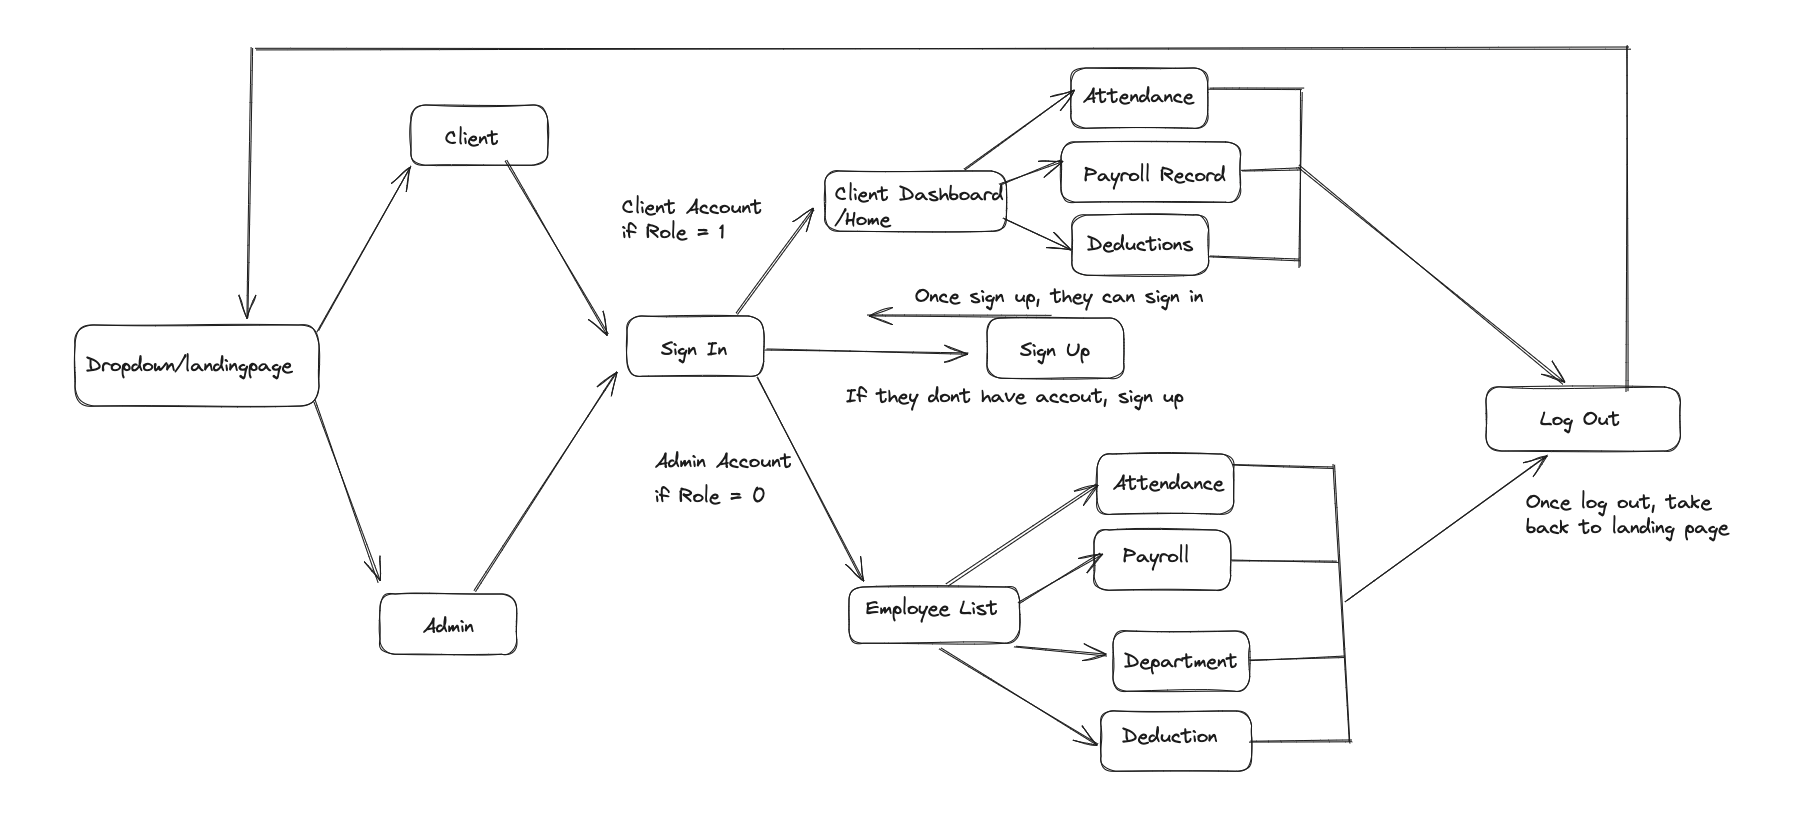 Attendance
Client
Payroll Record
Client Dashboard
/Home
Client Account
if Role = 1
Deductions
Once sign up, they can sign in
Dropdown/landingpage
Sign In
Sign Up
If they dont have accout, sign up
Log Out
Admin Account
if Role = 0
Attendance
Once log out, take
back to landing page
Payroll
Employee List
Admin
Department
Deduction